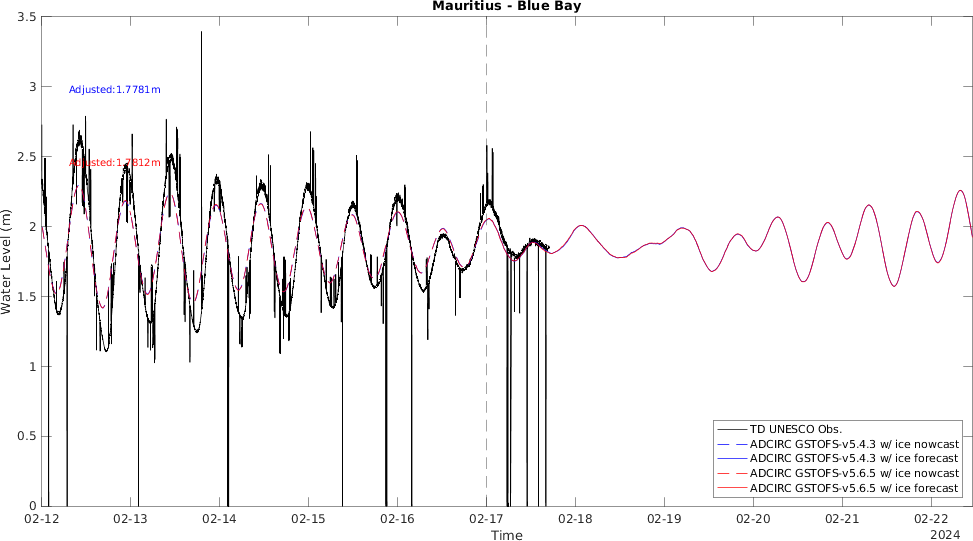 Mauritius - Blue Bay
3.5
3
2.5
2
1.5
1
0.5
0
Water Level (m)
Adjusted:1.7781m
Adjusted:1.7812m
TD UNESCO Obs.
ADCIRC GSTOFS-v5.4.3 w/ ice nowcast
ADCIRC GSTOFS-v5.4.3 w/ ice forecast
ADCIRC GSTOFS-v5.6.5 w/ ice nowcast
ADCIRC GSTOFS-v5.6.5 w/ ice forecast
02-12 02-13 02-14 02-15 02-16 02-17 02-18 02-19 02-20 02-21 02-22
Time
2024